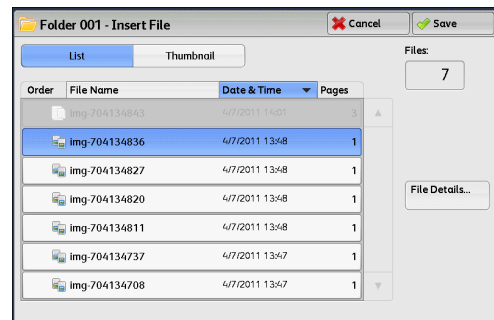 Folder 001 - Insert File Cancel Save
List Thumbnail Files:
7
Order File Name Date & Time Pages
img-704134843 4/7/2011 14:01 3
img-704134836 4/7/2011 13:48 1
img-704134827 4/7/2011 13:48 1
img-704134820 4/7/2011 13:48 1
File Details...
img-704134811 4/7/2011 13:48 1
img-704134737 4/7/2011 13:47 1
img-704134708 4/7/2011 13:47 1